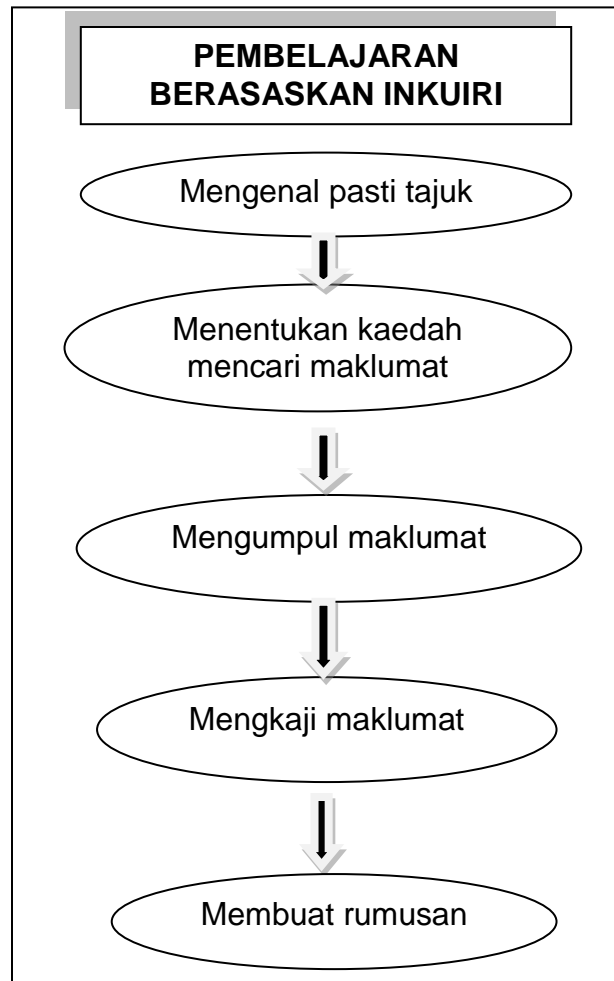 PEMBELAJARAN
BERASASKAN INKUIRI
Mengenal pasti tajuk
Menentukan kaedah
mencari maklumat
Mengumpul maklumat
Mengkaji maklumat
Membuat rumusan